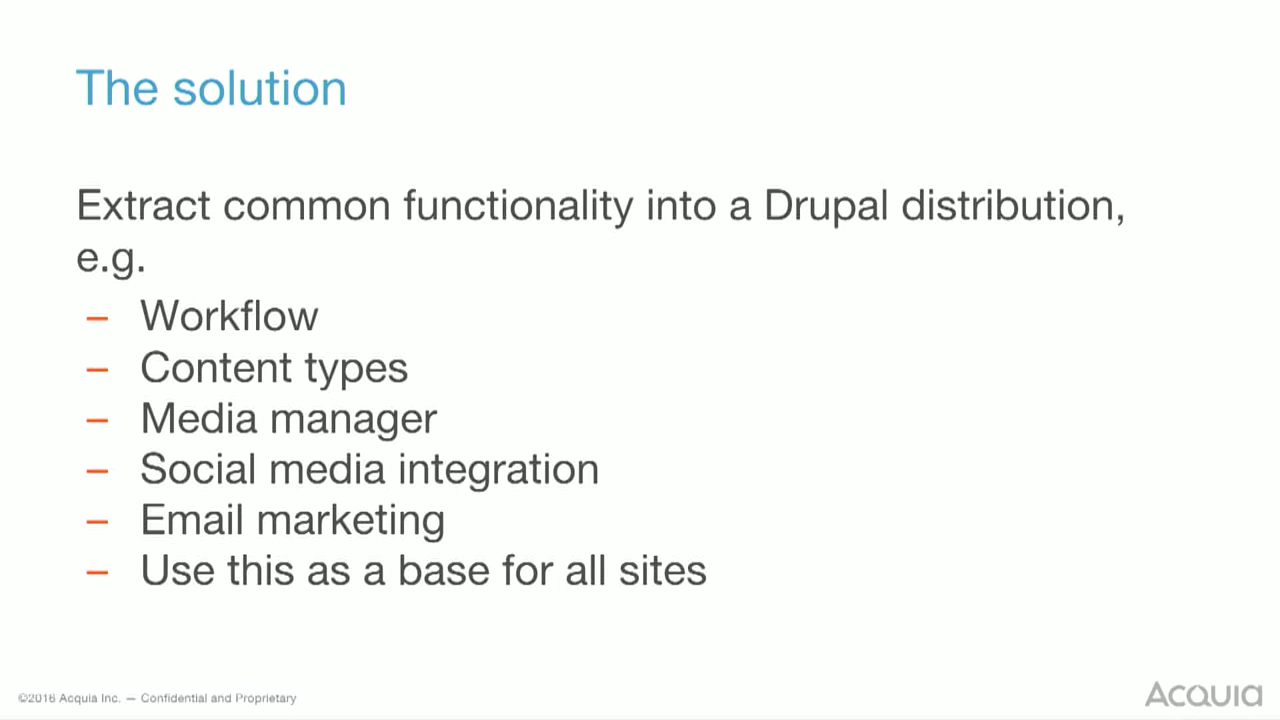 The solution
Extract common functionality into a Drupal distribution,
e.g.
– Workflow
– Content types
– Media manager
– Social media integration
– Email marketing
– Use this as a base for all sites
©2016 Acquia Inc. — Confidential and Proprietary
Acquia